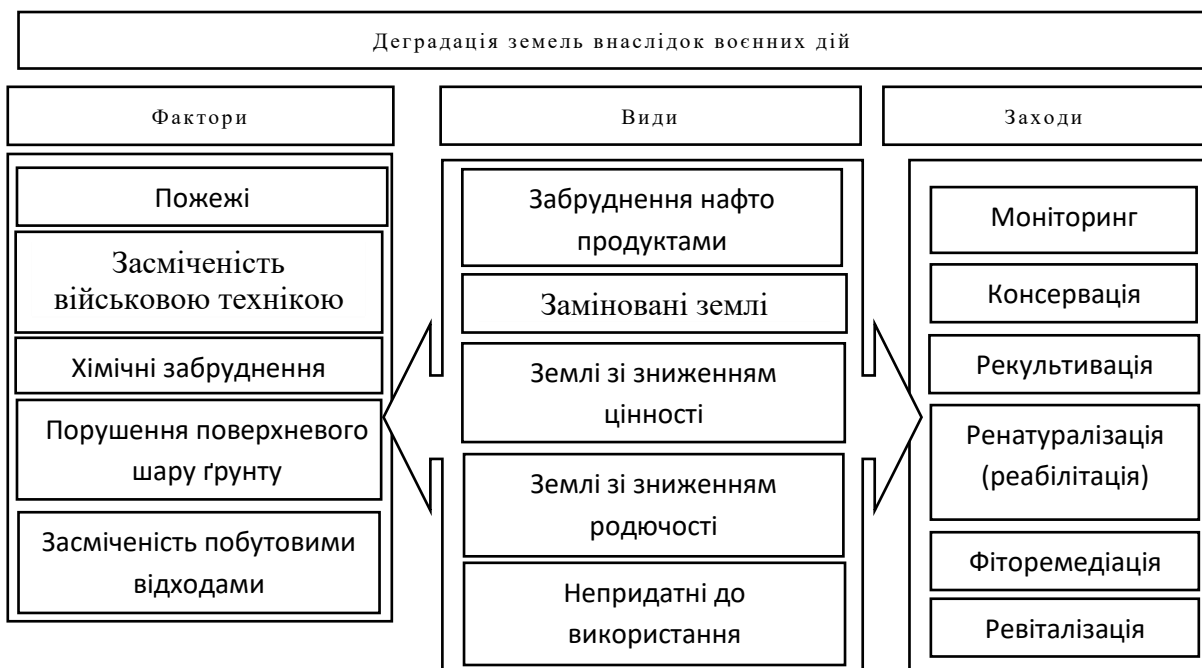 Деградація земель внаслідок воєнних дій
Фактори
Види
Заходи
Пожежі
Засміченість
військовою технікою
Хімічні забруднення
Порушення поверхневого
шару ґрунту
Засміченість побутовими
відходами
Забруднення нафто
продуктами
Заміновані землі
Землі зі зниженням
цінності
Землі зі зниженням
родючості
Непридатні до
використання
Моніторинг
Консервація
Рекультивація
Ренатуралізація
(реабілітація)
Фіторемедіація
Ревіталізація